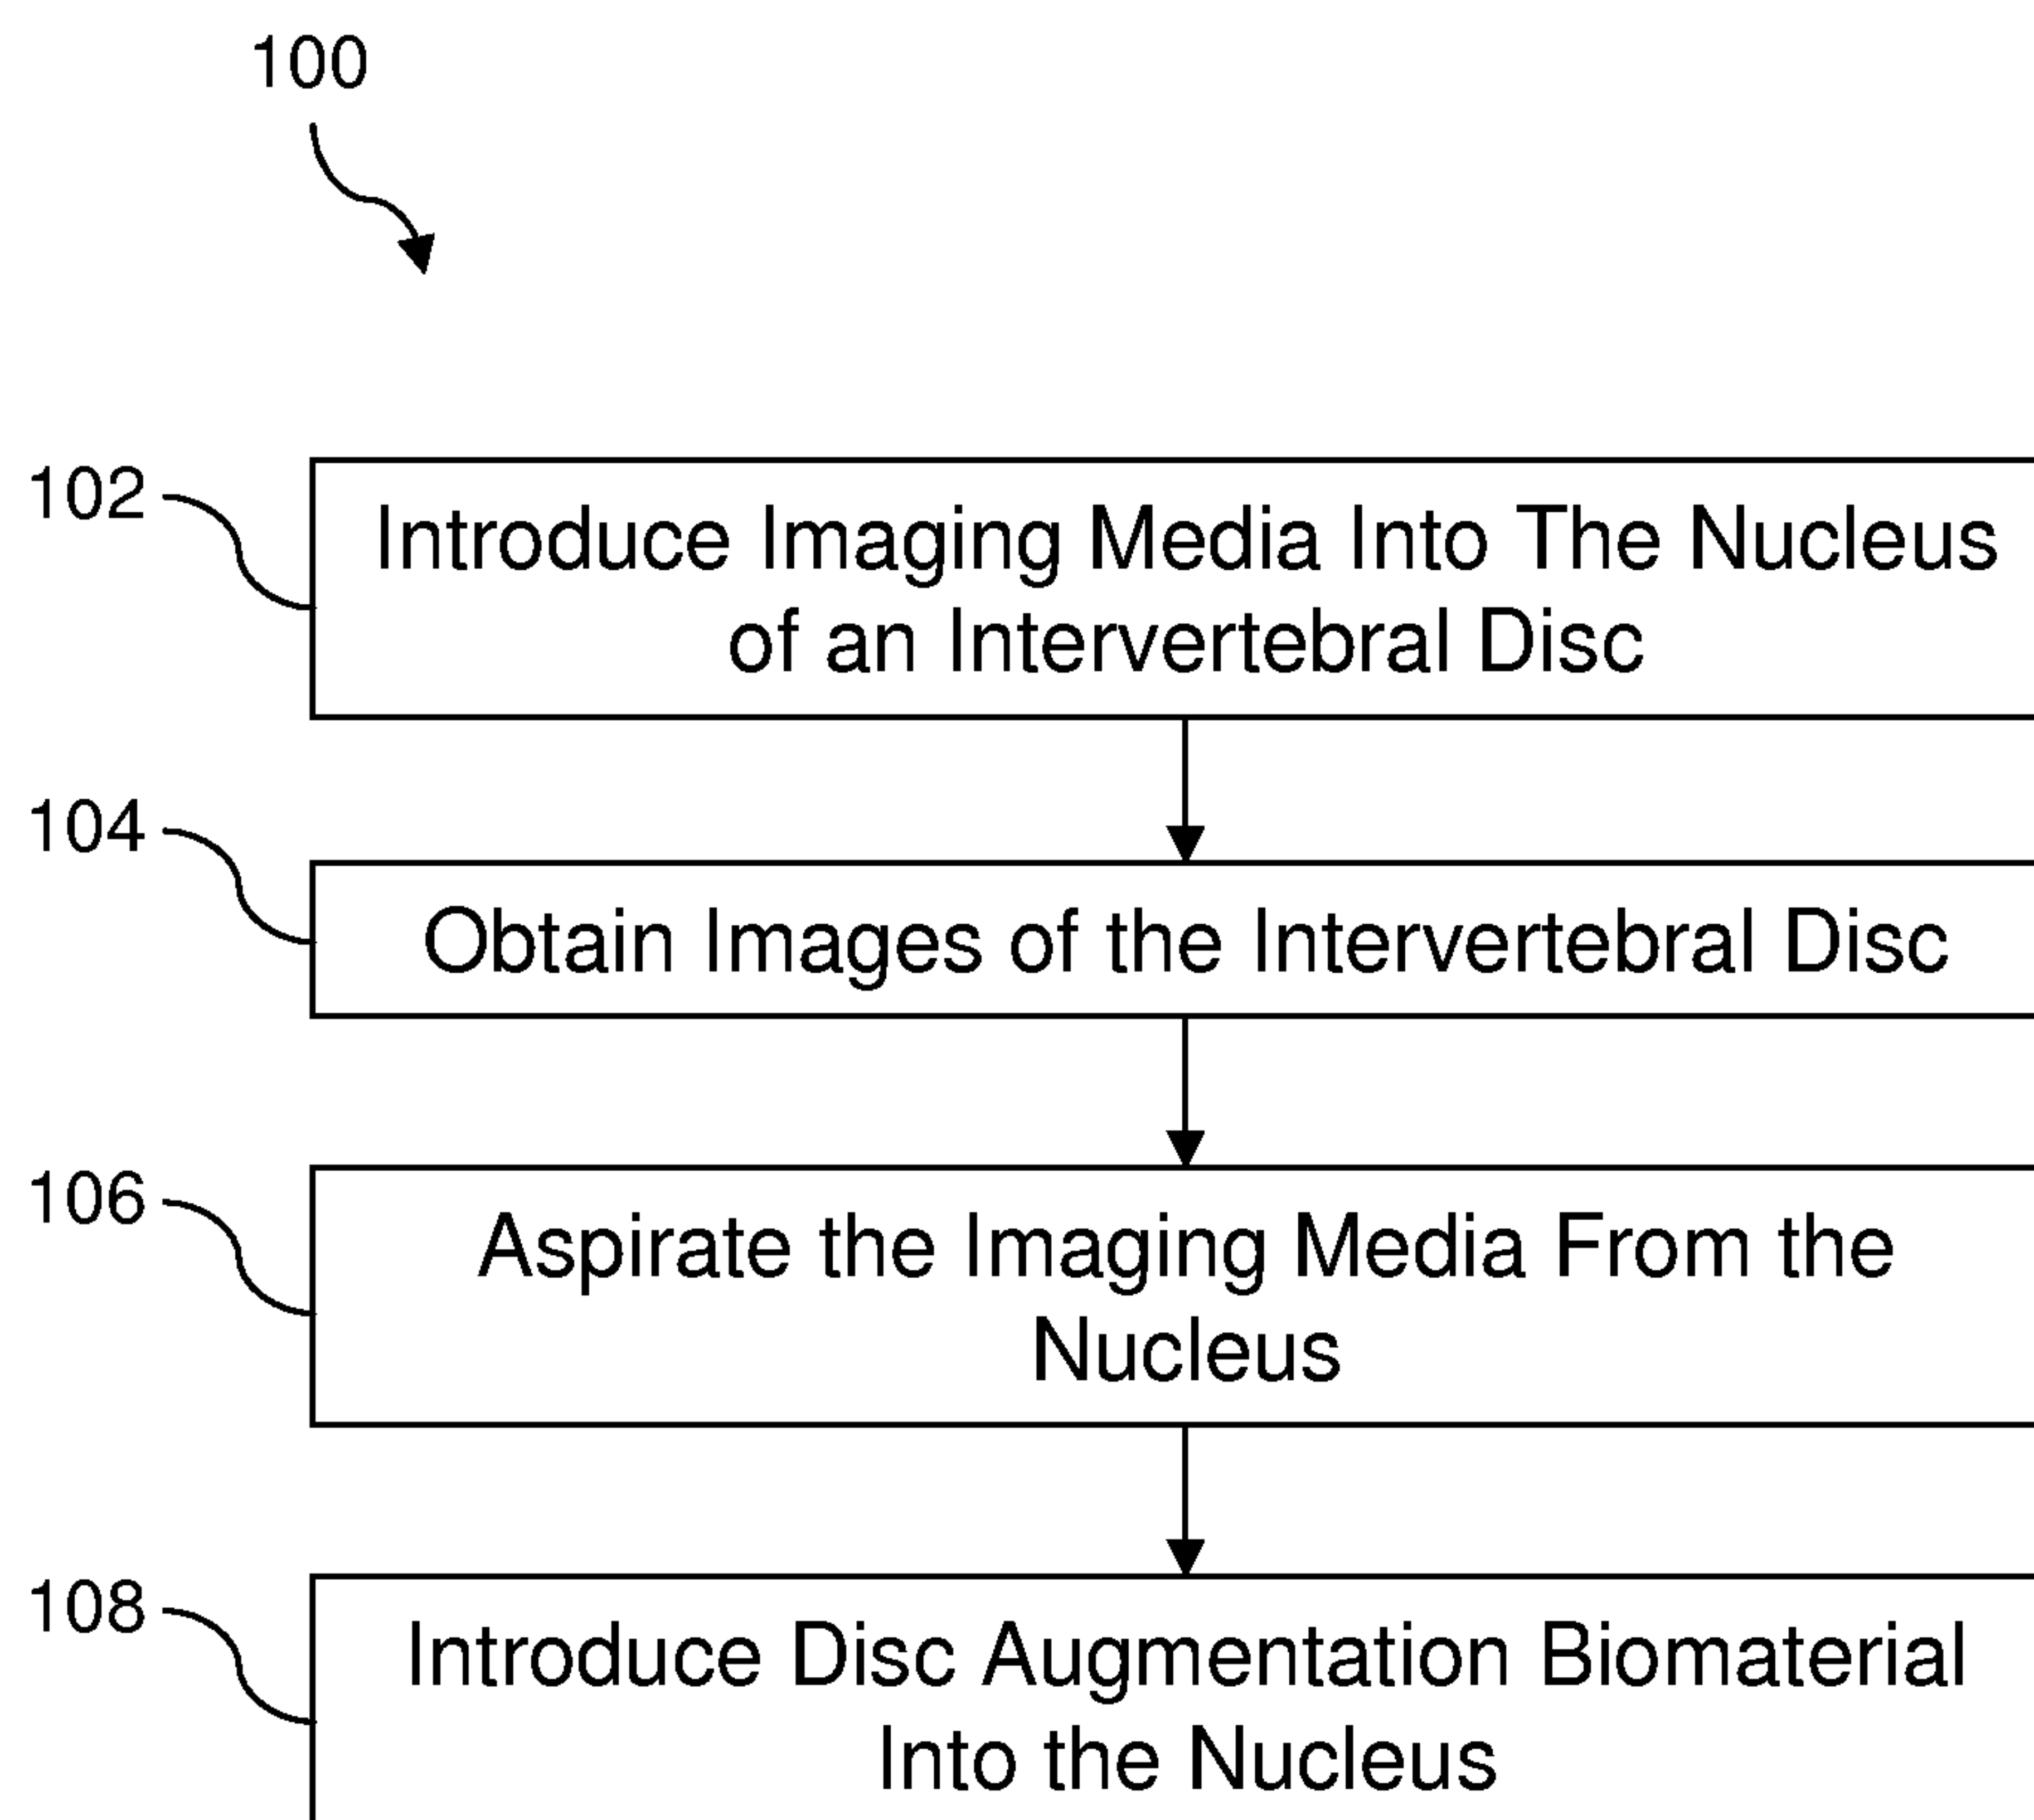 100
102
Introduce Imaging Media Into The Nucleus
of an Intervertebral Disc
104
Obtain Images of the Intervertebral Disc
106
Aspirate the Imaging Media From the
Nucleus
108
Introduce Disc Augmentation Biomaterial
Into the Nucleus